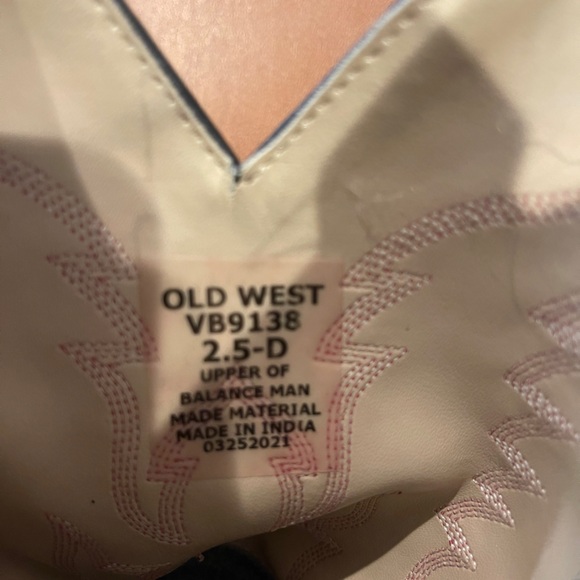 OLD WEST
VB9138
2.5-D
UPPER OF
BALANCE MAN
MADE MATERIAL
MADE IN INDIA
03252021